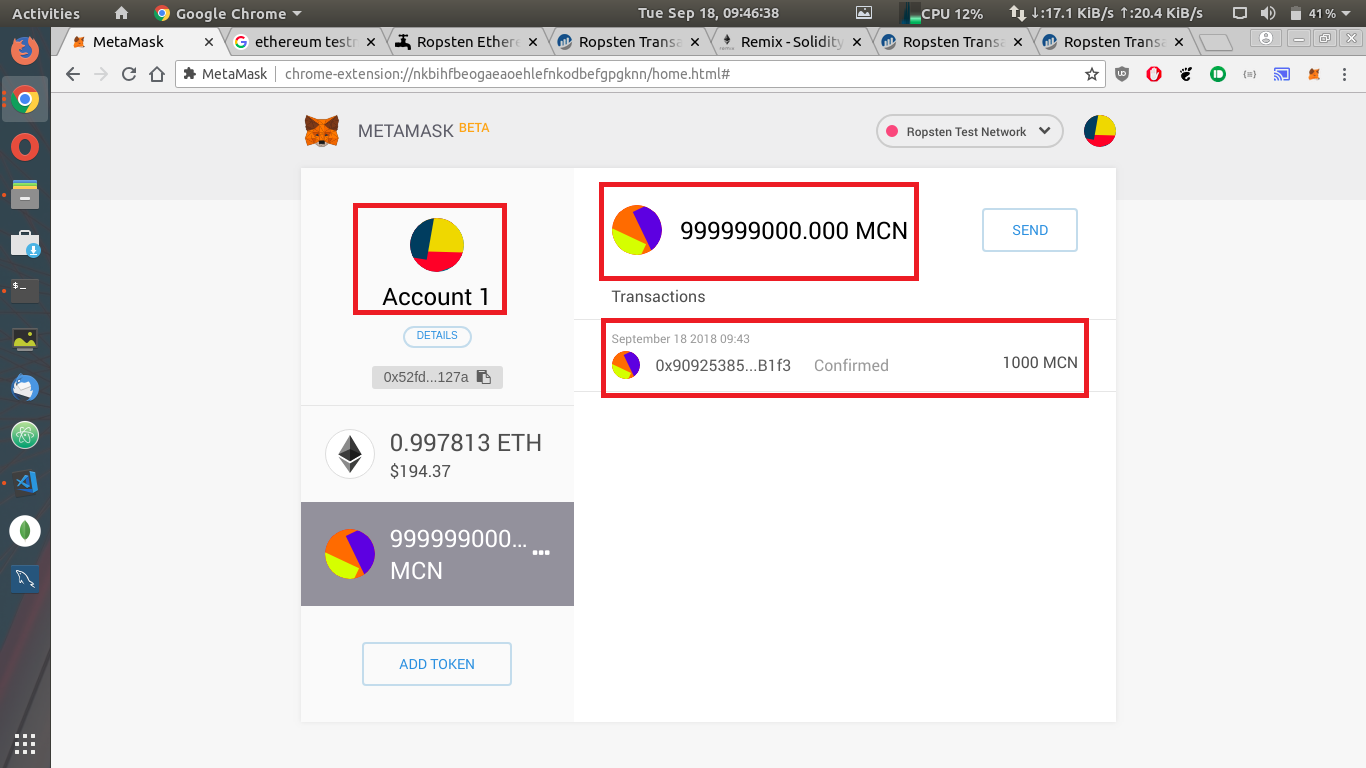 Activities
Google Chrome
Tue Sep 18, 09:46:38
CPU 12%
↓:17.1 KiB/s ↑:20.4 KiB/s
41%
MetaMask
ethereum testr
Ropsten Ethere
Ropsten Transa
Remix - Solidity
Ropsten Transa
Ropsten Transa
MetaMask
chrome-extension://nkbihfbeogaeaoehlefnkodbefgpgknn/home.html#
METAMASK BETA
Ropsten Test Network
Account 1
DETAILS
0x52fd...127a
0.997813 ETH
$194.37
999999000...
MCN
ADD TOKEN
999999000.000 MCN
SEND
Transactions
September 18 2018 09:43
0x90925385...B1f3
Confirmed
1000 MCN